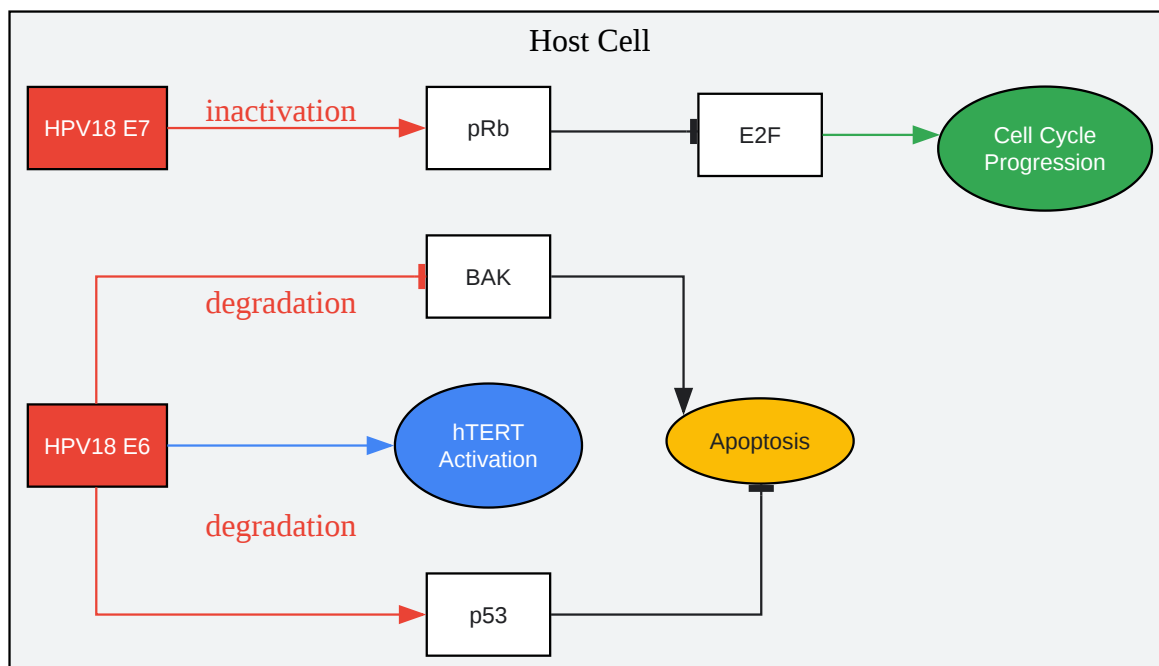 Host Cell
HPV18 E7
inactivation
pRb
E2F
Cell Cycle
Progression
BAK
degradation
HPV18 E6
hTERT
Activation
Apoptosis
degradation
p53